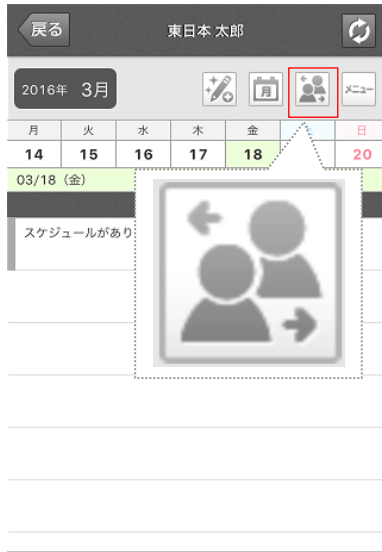 戻る 東日本 太郎
2016年 3月 月 メニュー
月 火 水 木 金 日
14 15 16 17 18 20
03/18（金）
スケジュールがあり